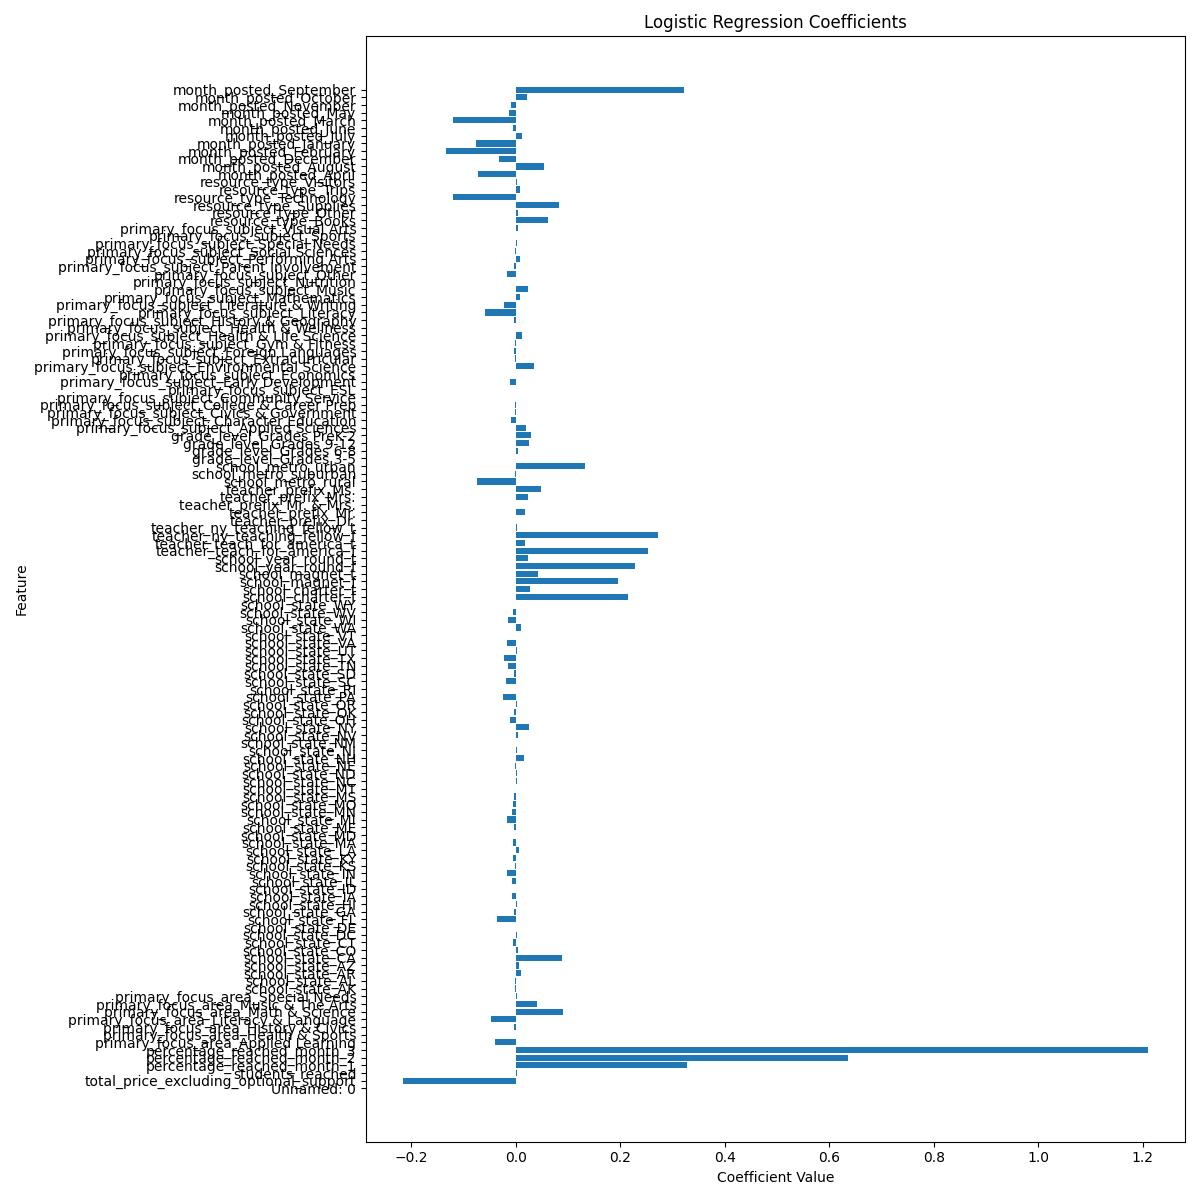 Logistic Regression Coefficients
month_posted_September
month_posted_October
month_posted_November
month_posted_May
month_posted_March
month_posted_June
month_posted_July
month_posted_January
month_posted_February
month_posted_December
month_posted_August
month_posted_April
resource_type_Visitors
resource_type_Trips
resource_type_Technology
resource_type_Supplies
resource_type_Other
resource_type_Books
primary_focus_subject_Visual Arts
primary_focus_subject_Sports
primary_focus_subject_Special Needs
primary_focus_subject_Social Sciences
primary_focus_subject_Performing Arts
primary_focus_subject_Parent Involvement
primary_focus_subject_Other
primary_focus_subject_Nutrition
primary_focus_subject_Music
primary_focus_subject_Mathematics
primary_focus_subject_Literature & Writing
primary_focus_subject_Literacy
primary_focus_subject_History & Geography
primary_focus_subject_Health & Wellness
primary_focus_subject_Health & Life Science
primary_focus_subject_Gym & Fitness
primary_focus_subject_Foreign Languages
primary_focus_subject_Extracurricular
primary_focus_subject_Environmental Science
primary_focus_subject_Economics
primary_focus_subject_Early Development
primary_focus_subject_ESL
primary_focus_subject_Community Service
primary_focus_subject_College & Career Prep
primary_focus_subject_Civics & Government
primary_focus_subject_Character Education
primary_focus_subject_Applied Sciences
grade_level_Grades PreK-2
grade_level_Grades 9-12
grade_level_Grades 6-8
grade_level_Grades 3-5
school_metro_urban
school_metro_suburban
school_metro_rural
teacher_prefix_Ms.
teacher_prefix_Mrs.
teacher_prefix_Mr. & Mrs.
teacher_prefix_Mr.
teacher_prefix_Dr.
teacher_ny_teaching_fellow_t
teacher_ny_teaching_fellow_f
teacher_teach_for_america_t
teacher_teach_for_america_f
school_year_round_t
school_year_round_f
school_magnet_t
school_magnet_f
school_charter_t
school_charter_f
school_state_WY
school_state_WV
school_state_WI
school_state_WA
school_state_VT
school_state_VA
school_state_UT
school_state_TX
school_state_TN
school_state_SD
school_state_SC
school_state_RI
school_state_PA
school_state_OR
school_state_OK
school_state_OH
school_state_NY
school_state_NV
school_state_NM
school_state_NJ
school_state_NH
school_state_NE
school_state_ND
school_state_NC
school_state_MT
school_state_MS
school_state_MO
school_state_MN
school_state_MI
school_state_ME
school_state_MD
school_state_MA
school_state_LA
school_state_KY
school_state_KS
school_state_IN
school_state_IL
school_state_ID
school_state_IA
school_state_HI
school_state_GA
school_state_FL
school_state_DE
school_state_DC
school_state_CT
school_state_CO
school_state_CA
school_state_AZ
school_state_AR
school_state_AL
school_state_AK
primary_focus_area_Special Needs
primary_focus_area_Music & The Arts
primary_focus_area_Math & Science
primary_focus_area_Literacy & Language
primary_focus_area_History & Civics
primary_focus_area_Health & Sports
primary_focus_area_Applied Learning
percentage_reached_month_3
percentage_reached_month_2
percentage_reached_month_1
students_reached
total_price_excluding_optional_support
Unnamed: 0
Feature
−0.2 0.0 0.2 0.4 0.6 0.8 1.0 1.2
Coefficient Value